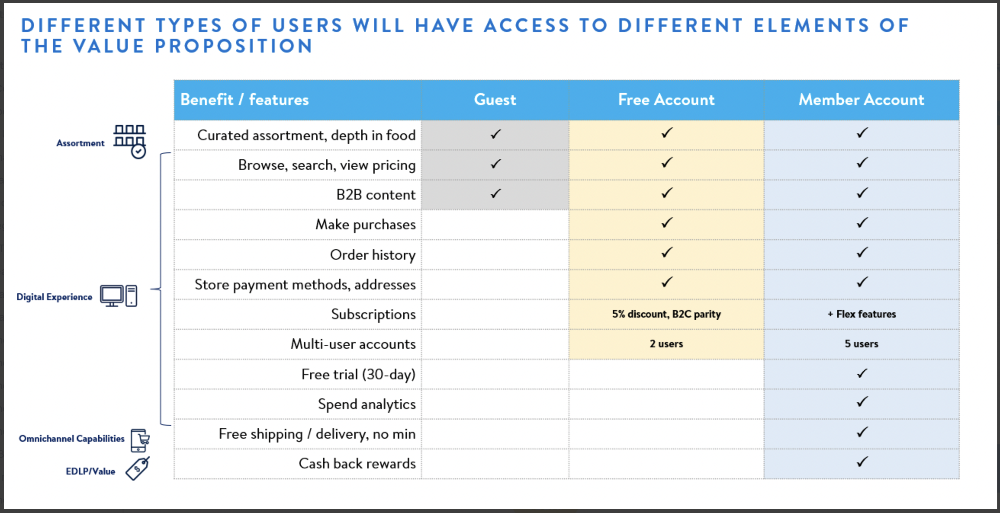 DIFFERENT TYPES OF USERS WILL HAVE ACCESS TO DIFFERENT ELEMENTS OF
THE VALUE PROPOSITION
Benefit / features Guest Free Account Member Account
Assortment
Curated assortment, depth in food ✓ ✓ ✓
Digital Experience
Browse, search, view pricing ✓ ✓ ✓
B2B content ✓ ✓ ✓
Make purchases ✓ ✓
Order history ✓ ✓
Store payment methods, addresses ✓ ✓
Subscriptions 5% discount, B2C parity + Flex features
Multi-user accounts 2 users 5 users
Free trial (30-day) ✓
Spend analytics ✓
Omnichannel Capabilities
Free shipping / delivery, no min ✓
EDLP/Value
Cash back rewards ✓